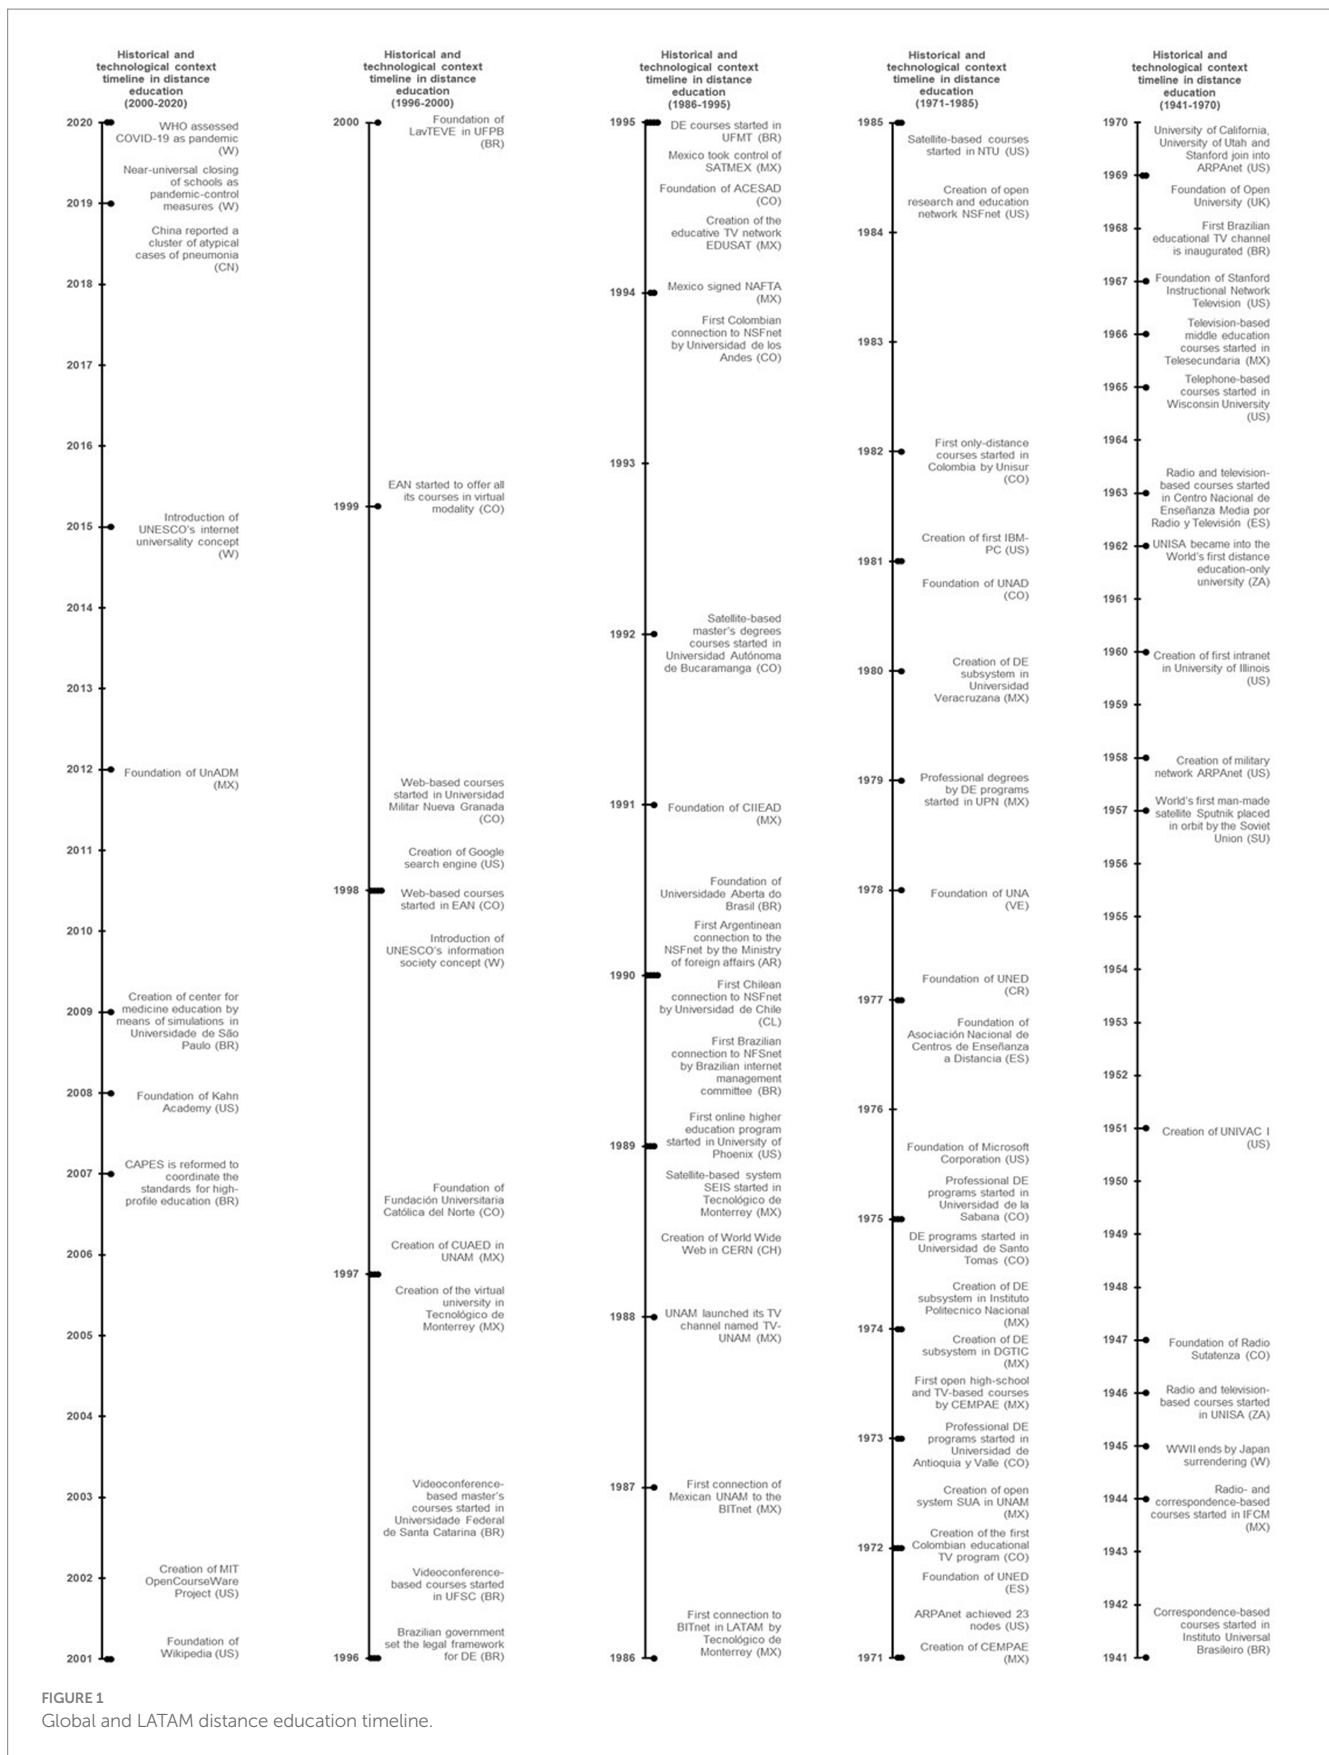 Historical and
technological context
timeline in distance
education
(2000-2020)
2020
WHO assessed
COVID-19 as pandemic
(W)
Near-universal closing
of schools as
pandemic-control
measures (W)
2019
China reported a
cluster of atypical
cases of pneumonia
(CN)
2018
2017
2016
2015
Introduction of
UNESCO's internet
universality concept
(W)
2014
2013
2012
Foundation of UnADM
(MX)
2011
2010
Creation of center for
medicine education by
means of simulations in
Universidade de São
Paulo (BR)
2009
2008
Foundation of Kahn
Academy (US)
2007
CAPES is reformed to
coordinate the
standards for high-
profile education (BR)
2006
2005
2004
2003
2002
Creation of MIT
OpenCourseWare
Project (US)
Foundation of
Wikipedia (US)
2001
Historical and
technological context
timeline in distance
education
(1996-2000)
2000
Foundation of
LavTEVE in UFPB
(BR)
EAN started to offer all
its courses in virtual
modality (CO)
1999
Web-based courses
started in Universidad
Militar Nueva Granada
(CO)
Creation of Google
search engine (US)
1998
Web-based courses
started in EAN (CO)
Introduction of
UNESCO's information
society concept (W)
Foundation of
Fundación Universitaria
Católica del Norte (CO)
Creation of CUAED in
UNAM (MX)
1997
Creation of the virtual
university in
Tecnológico de
Monterrey (MX)
Videoconference-
based master's
courses started in
Universidade Federal
de Santa Catarina (BR)
Videoconference-
based courses started
in UFSC (BR)
Brazilian government
set the legal framework
for DE (BR)
1996
Historical and
technological context
timeline in distance
education
(1986-1995)
1995
DE courses started in
UFMT (BR)
Mexico took control of
SATMEX (MX)
Foundation of ACESAD
(CO)
Creation of the
educative TV network
EDUSAT (MX)
1994
Mexico signed NAFTA
(MX)
First Colombian
connection to NSFnet
by Universidad de los
Andes (CO)
1993
1992
Satellite-based
master's degrees
courses started in
Universidad Autónoma
de Bucaramanga (CO)
1991
Foundation of CIIEAD
(MX)
Foundation of
Universidade Aberta do
Brasil (BR)
First Argentinean
connection to the
NSFnet by the Ministry
of foreign affairs (AR)
1990
First Chilean
connection to NSFnet
by Universidad de Chile
(CL)
First Brazilian
connection to NFSnet
by Brazilian internet
management
committee (BR)
First online higher
education program
started in University of
Phoenix (US)
1989
Satellite-based system
SEIS started in
Tecnológico de
Monterrey (MX)
Creation of World Wide
Web in CERN (CH)
1988
UNAM launched its TV
channel named TV-
UNAM (MX)
1987
First connection of
Mexican UNAM to the
BITnet (MX)
First connection to
BITnet in LATAM by
Tecnológico de
Monterrey (MX)
1986
Historical and
technological context
timeline in distance
education
(1971-1985)
1985
Satellite-based courses
started in NTU (US)
Creation of open
research and education
network NSFnet (US)
1984
1983
1982
First only-distance
courses started in
Colombia by Unisur
(CO)
Creation of first IBM-
PC (US)
1981
Foundation of UNAD
(CO)
1980
Creation of DE
subsystem in
Universidad
Veracruzana (MX)
1979
Professional degrees
by DE programs
started in UPN (MX)
1978
Foundation of UNA
(VE)
Foundation of UNED
(CR)
1977
Foundation of
Asociación Nacional de
Centros de Enseñanza
a Distancia (ES)
1976
Foundation of Microsoft
Corporation (US)
Professional DE
programs started in
Universidad de la
Sabana (CO)
1975
DE programs started in
Universidad de Santo
Tomas (CO)
Creation of DE
subsystem in Instituto
Politecnico Nacional
(MX)
1974
Creation of DE
subsystem in DGTIC
(MX)
First open high-school
and TV-based courses
by CEMPAE (MX)
1973
Professional DE
programs started in
Universidad de
Antioquia y Valle (CO)
Creation of open
system SUA in UNAM
(MX)
1972
Creation of the first
Colombian educational
TV program (CO)
Foundation of UNED
(ES)
ARPAnet achieved 23
nodes (US)
Creation of CEMPAE
(MX)
1971
Historical and
technological context
timeline in distance
education
(1941-1970)
1970
University of California,
University of Utah and
Stanford join into
ARPAnet (US)
1969
Foundation of Open
University (UK)
1968
First Brazilian
educational TV channel
is inaugurated (BR)
1967
Foundation of Stanford
Instructional Network
Television (US)
1966
Television-based
middle education
courses started in
Telesecundaria (MX)
1965
Telephone-based
courses started in
Wisconsin University
(US)
1964
1963
Radio and television-
based courses started
in Centro Nacional de
Enseñanza Media por
Radio y Televisión (ES)
1962
UNISA became into the
World's first distance
education-only
university (ZA)
1961
1960
Creation of first intranet
in University of Illinois
(US)
1959
1958
Creation of military
network ARPAnet (US)
1957
World's first man-made
satellite Sputnik placed
in orbit by the Soviet
Union (SU)
1956
1955
1954
1953
1952
1951
Creation of UNIVAC I
(US)
1950
1949
1948
1947
Foundation of Radio
Sutatenza (CO)
1946
Radio and television-
based courses started
in UNISA (ZA)
1945
WWII ends by Japan
surrendering (W)
1944
Radio- and
correspondence-based
courses started in IFCM
(MX)
1943
1942
Correspondence-based
courses started in
Instituto Universal
Brasileiro (BR)
1941
FIGURE 1
Global and LATAM distance education timeline.